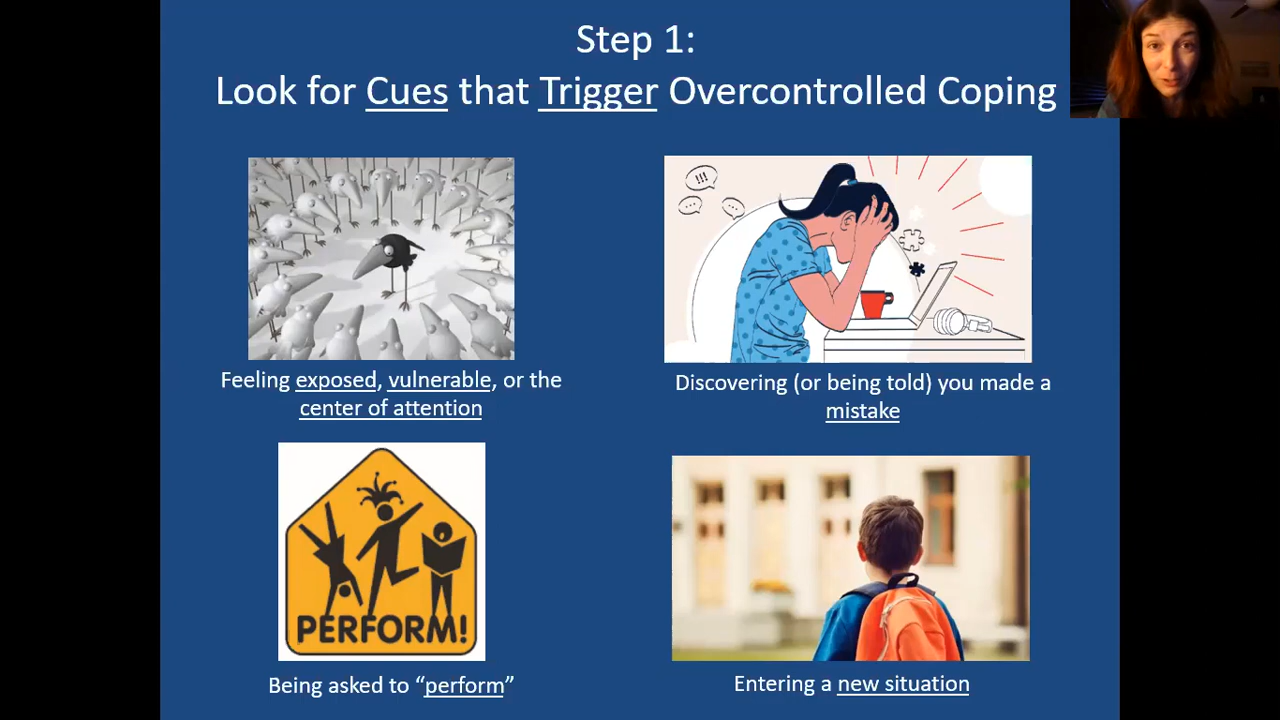 Step 1:
Look for Cues that Trigger Overcontrolled Coping
!!!
...
...
Feeling exposed, vulnerable, or the
center of attention
Discovering (or being told) you made a
mistake
PERFORM!
Being asked to “perform”
Entering a new situation